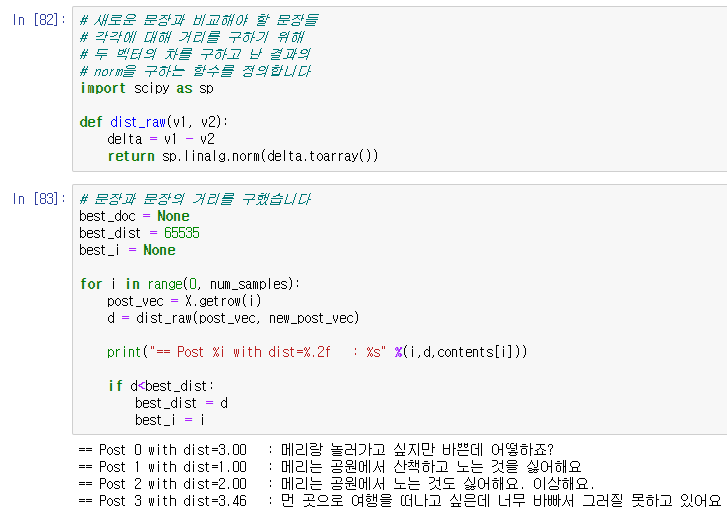 In [82]: # 새로운 문장과 비교해야 할 문장들
# 각각에 대해 거리를 구하기 위해
# 두 벡터의 차를 구하고 난 결과의
# norm을 구하는 함수를 정의합니다
import scipy as sp
def dist_raw(v1, v2):
delta = v1 - v2
return sp.linalg.norm(delta.toarray())
In [83]: # 문장과 문장의 거리를 구했습니다
best_doc = None
best_dist = 65535
best_i = None
for i in range(0, num_samples):
post_vec = X.getrow(i)
d = dist_raw(post_vec, new_post_vec)
print("== Post %i with dist=%.2f   : %s" %(i,d,contents[i]))
if d<best_dist:
best_dist = d
best_i = i
== Post 0 with dist=3.00   : 메리랑 놀러가고 싶지만 바쁜데 어떻하죠?
== Post 1 with dist=1.00   : 메리는 공원에서 산책하고 노는 것을 싫어해요
== Post 2 with dist=2.00   : 메리는 공원에서 노는 것도 싫어해요. 이상해요.
== Post 3 with dist=3.46   : 먼 곳으로 여행을 떠나고 싶은데 너무 바빠서 그러질 못하고 있어요